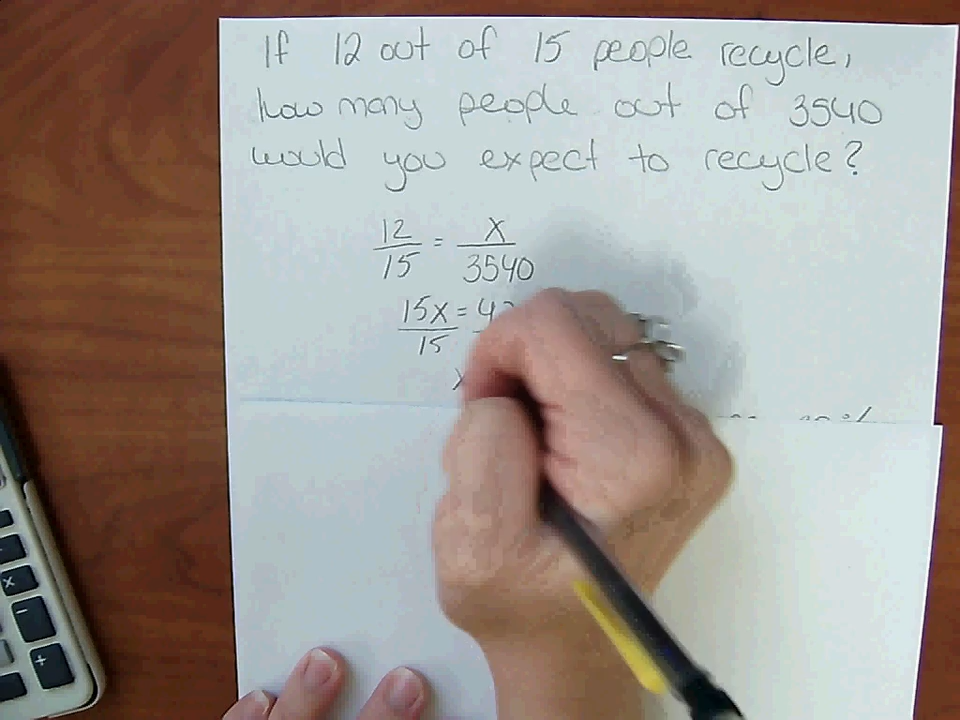 If 12 out of 15 people recycle,
how many people out of 3540
would you expect to recycle?
12/15 = x/3540
15x = 42
15
x